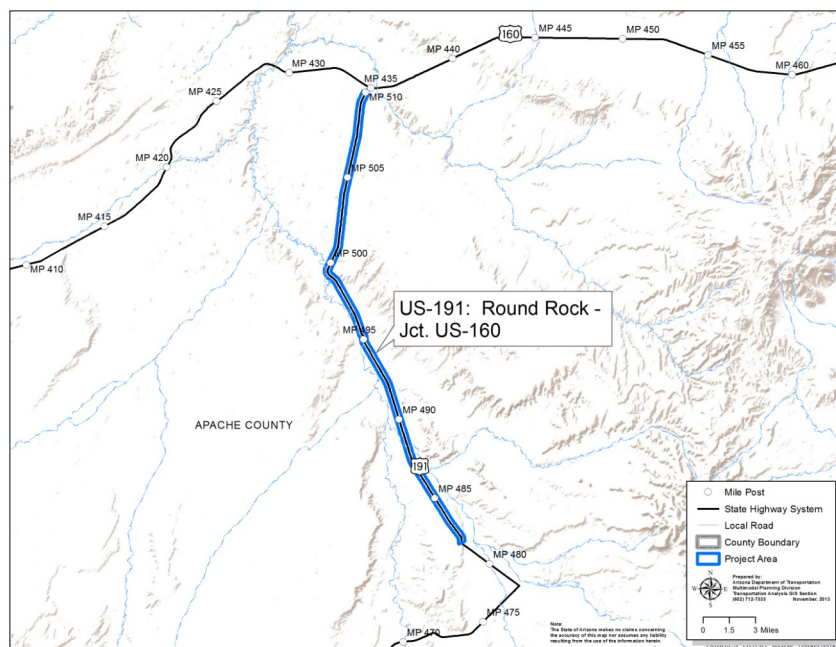 MP 445
MP 450
160
MP 440
MP 455
MP 430
MP 460
MP 435
MP 425
MP 510
MP 420
MP 505
MP 415
MP 500
MP 410
US-191: Round Rock -
Jct. US-160
MP 495
MP 490
APACHE COUNTY
191
MP 485
MP 480
MP 475
MP 470
Mile Post
State Highway System
Local Road
County Boundary
Project Area
N
W E
S
Prepared by:
Arizona Department of Transportation
Multimodal Planning Division
Transportation Analysis GIS Section
(602) 712-7333 November, 2013
0 1.5 3 Miles
Note:
The State of Arizona makes no claims concerning
the accuracy of this map nor assumes any liability
resulting from the use of the information herein.